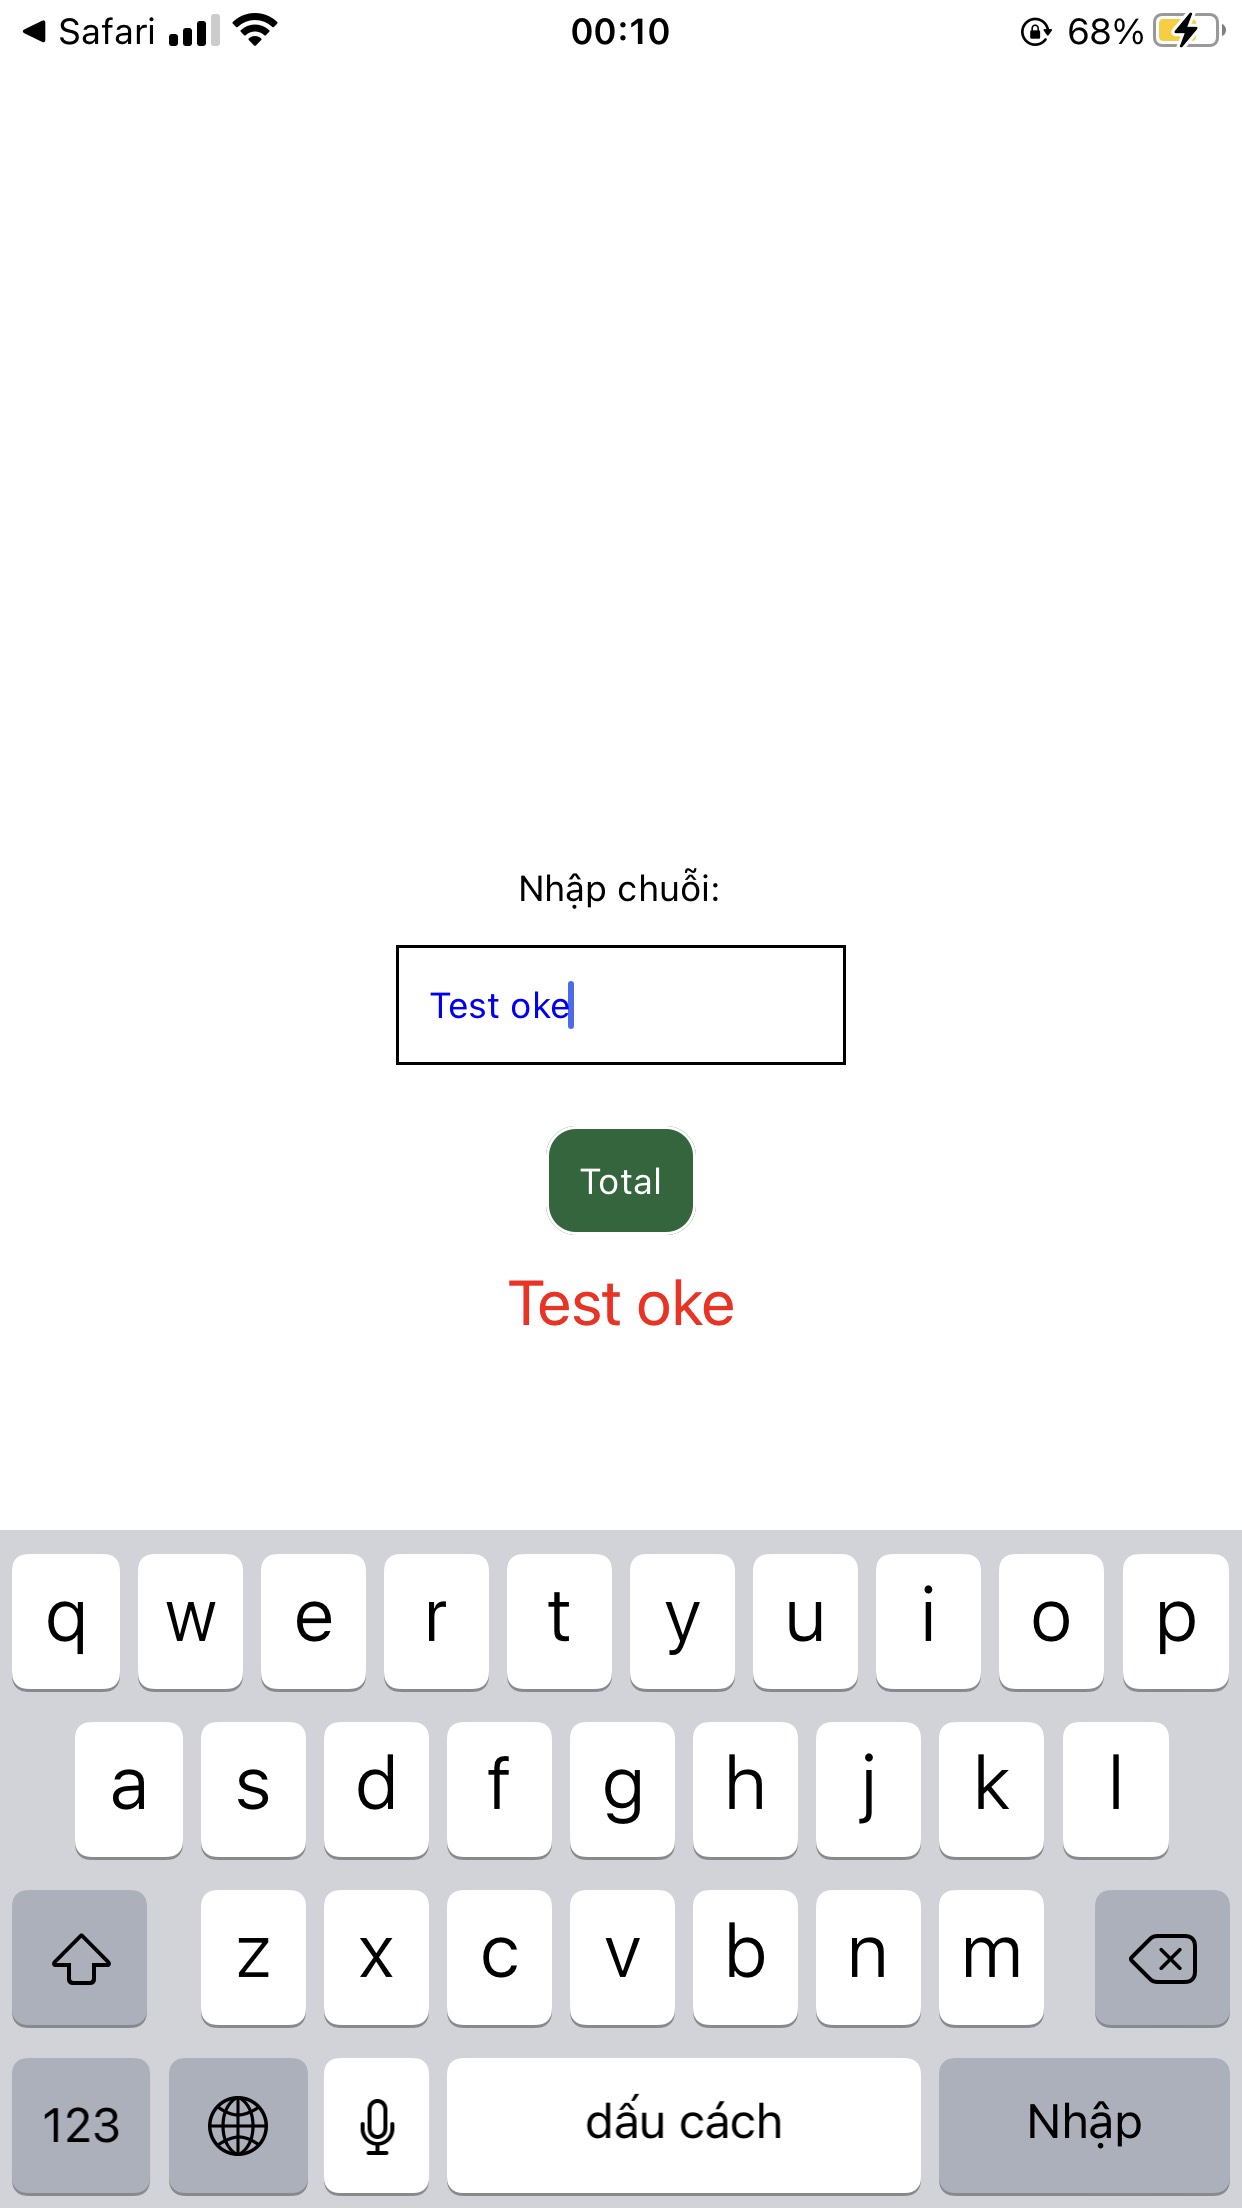 Safari 00:10 68%
Nhập chuỗi:
Test oke
Total
Test oke
q w e r t y u i o p
a s d f g h j k l
z x c v b n m
123 dấu cách Nhập